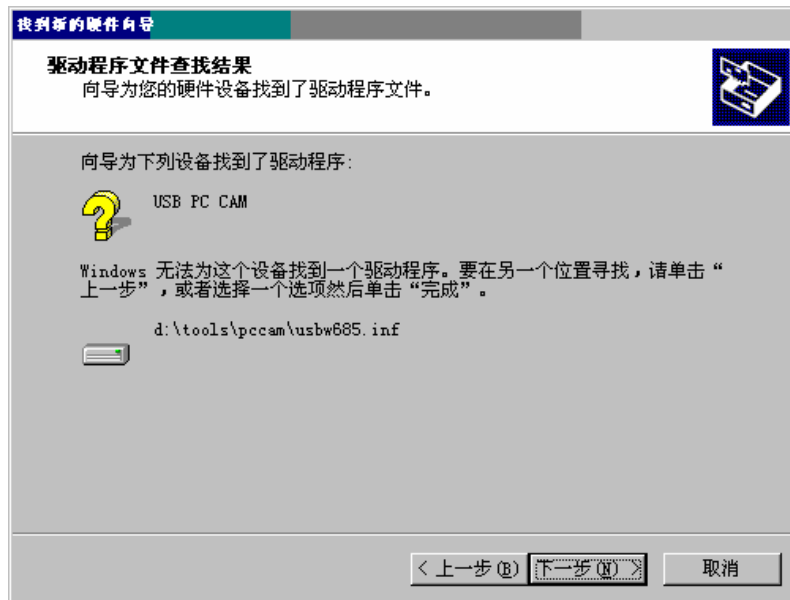 找到新的硬件向导
驱动程序文件查找结果
向导为您的硬件设备找到了驱动程序文件。
向导为下列设备找到了驱动程序:
USB PC CAM
Windows 无法为这个设备找到一个驱动程序。要在另一个位置寻找，请单击“
上一步”，或者选择一个选项然后单击“完成”。
d:\tools\pccam\usbw685.inf
< 上一步(B)
下一步(N) >
取消